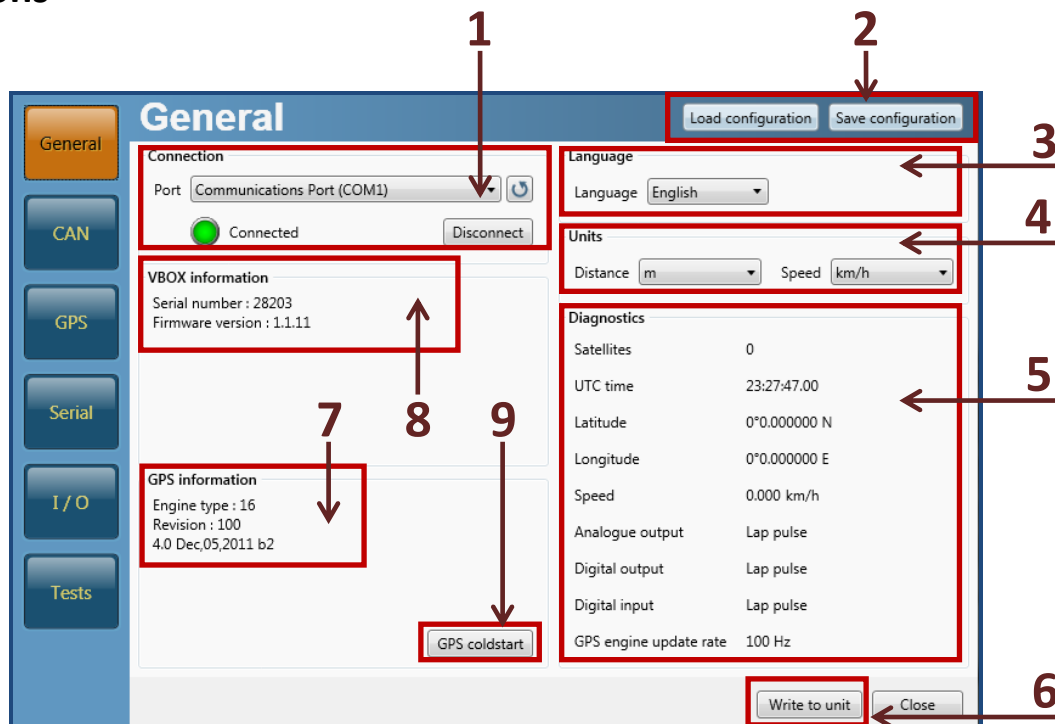 1
2
General
Load configuration
Save configuration
General
CAN
GPS
Serial
I / O
Tests
Connection
Port
Communications Port (COM1)
Connected
Disconnect
VBOX information
Serial number : 28203
Firmware version : 1.1.11
7
8
9
GPS information
Engine type : 16
Revision : 100
4.0 Dec,05,2011 b2
GPS coldstart
Language
Language English
3
Units
Distance m Speed km/h
4
Diagnostics
Satellites 0
UTC time 23:27:47.00
Latitude 0°0.000000 N
Longitude 0°0.000000 E
Speed 0.000 km/h
Analogue output Lap pulse
Digital output Lap pulse
Digital input Lap pulse
GPS engine update rate 100 Hz
5
Write to unit
Close
6